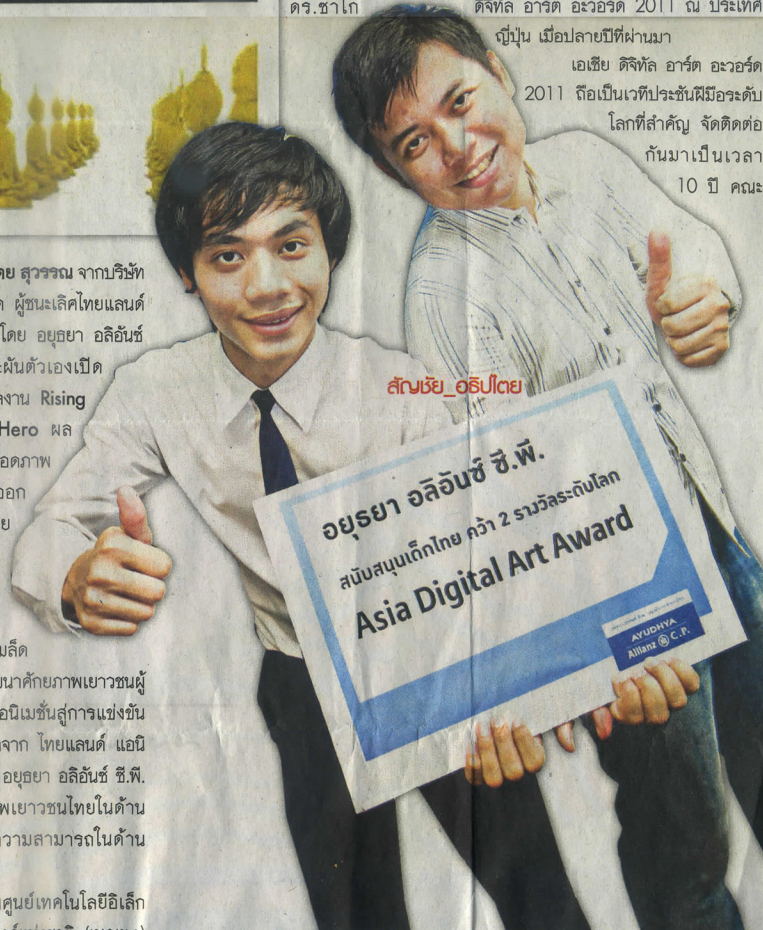 ดร.ชาโก
ดิจิทัล อาร์ต อะวอร์ด 2011 ณ ประเทศ
ญี่ปุ่น เมื่อปลายปีที่ผ่านมา
เอเชีย ดิจิทัล อาร์ต อะวอร์ด
2011 ถือเป็นเวทีประชันฝีมือระดับ
โลกที่สำคัญ จัดติดต่อ
กันมาเป็นเวลา
10 ปี คณะ
สุวรรณ จากบริษัท
ผู้ชนะเลิศไทยแลนด์
โดย อยุธยา อลิอันซ์
ผันตัวเองเปิด
งาน Rising
Hero ผล
อดภาพ
ออก
ย
สัญชัย_อธิปไตย
อยุธยา อลิอันซ์ ซี.พี.
สนับสนุนเด็กไทย คว้า 2 รางวัลระดับโลก
Asia Digital Art Award
AYUDHYA
Allianz C.P.
มล็ด
นาศักยภาพเยาวชนผู้
อนิเมชั่นสู่การแข่งขัน
จาก ไทยแลนด์ แอนิ
อยุธยา อลิอันซ์ ซี.พี.
พเยาวชนไทยในด้าน
ความสามารถในด้าน
ศูนย์เทคโนโลยีอิเล็ก